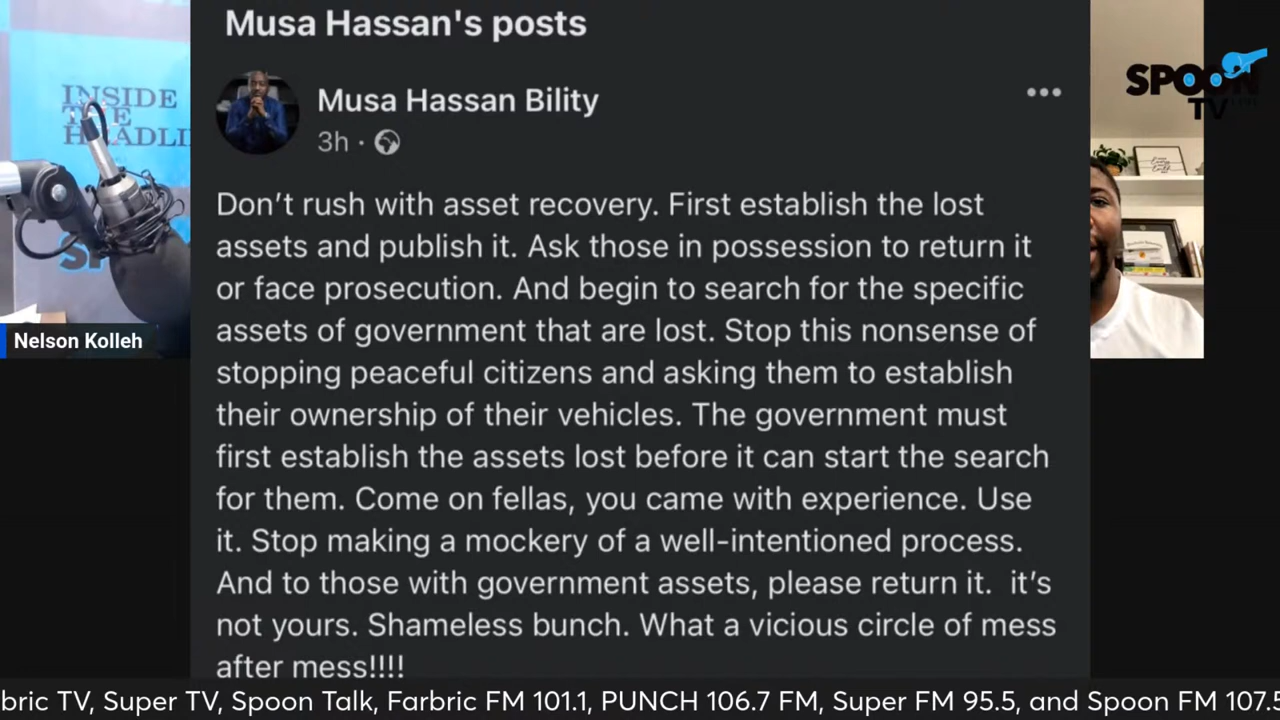 Musa Hassan's posts
Musa Hassan Bility
3h ·
Don’t rush with asset recovery. First establish the lost
assets and publish it. Ask those in possession to return it
or face prosecution. And begin to search for the specific
assets of government that are lost. Stop this nonsense of
stopping peaceful citizens and asking them to establish
their ownership of their vehicles. The government must
first establish the assets lost before it can start the search
for them. Come on fellas, you came with experience. Use
it. Stop making a mockery of a well-intentioned process.
And to those with government assets, please return it.  it’s
not yours. Shameless bunch. What a vicious circle of mess
after mess!!!!
INSIDE
THE
HEADLI
Nelson Kolleh
SPOON
TV
bric TV, Super TV, Spoon Talk, Farbric FM 101.1, PUNCH 106.7 FM, Super FM 95.5, and Spoon FM 107.5